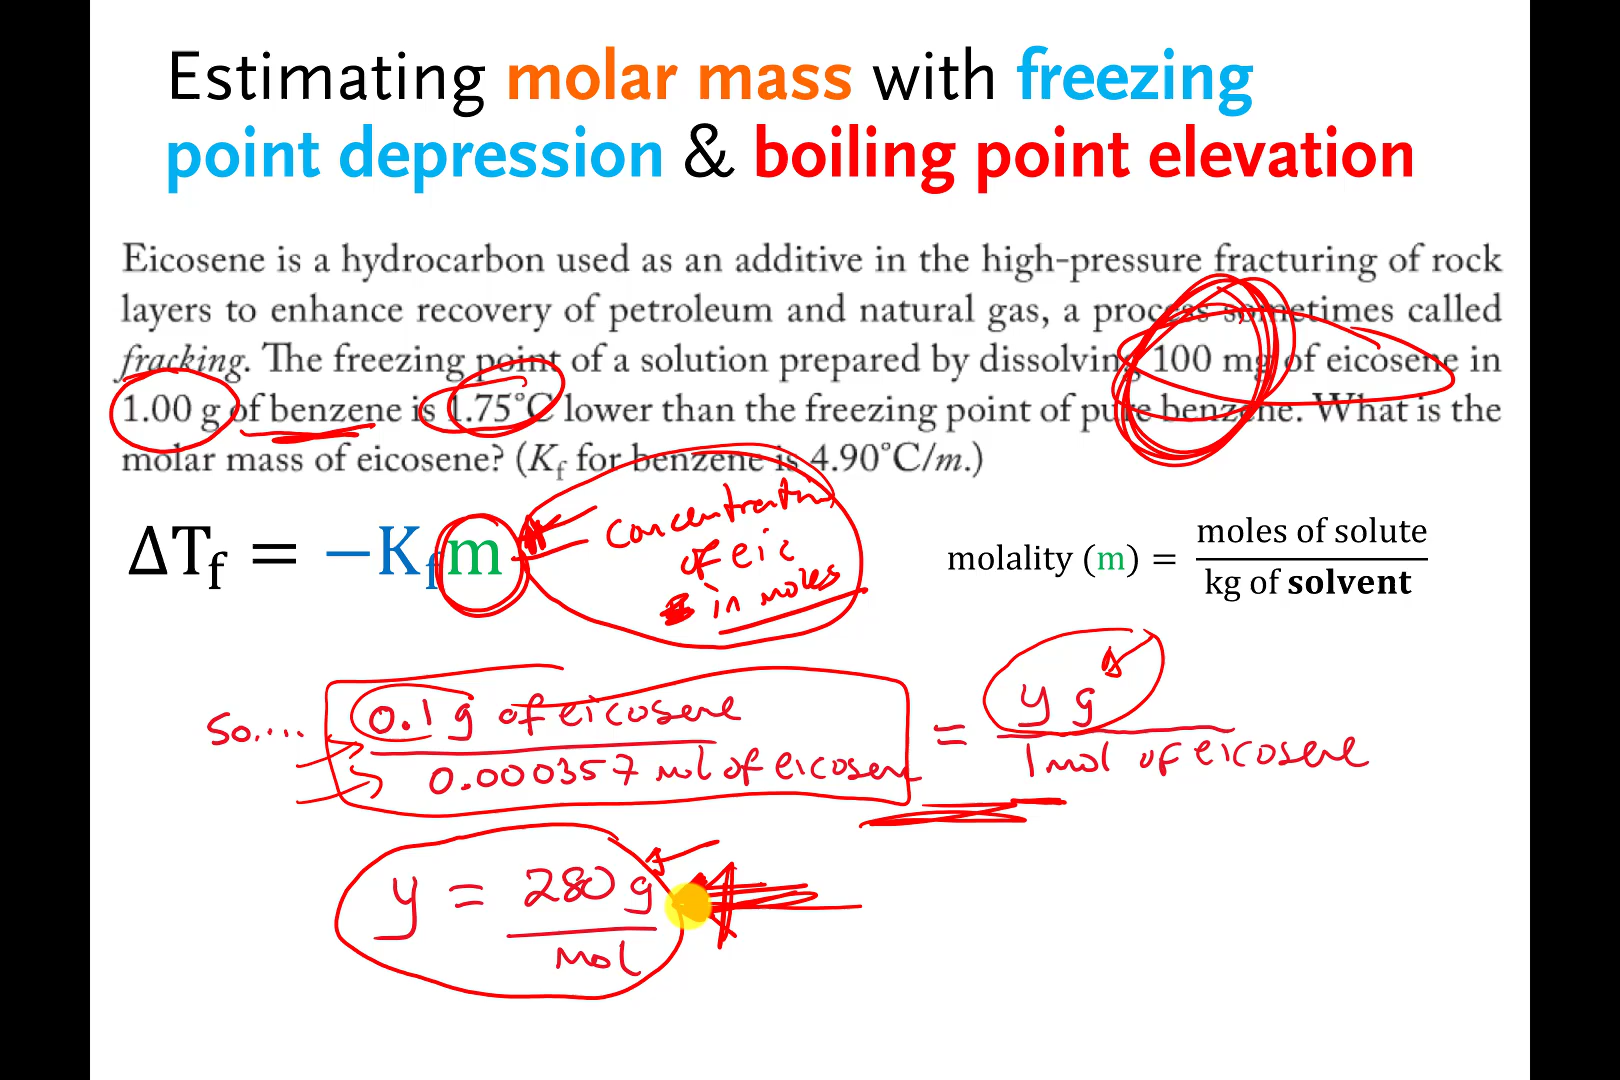 Estimating molar mass with freezing
point depression & boiling point elevation
Eicosene is a hydrocarbon used as an additive in the high-pressure fracturing of rock
layers to enhance recovery of petroleum and natural gas, a process sometimes called
fracking. The freezing point of a solution prepared by dissolving 100 mg of eicosene in
1.00 g of benzene is 1.75°C lower than the freezing point of pure benzene. What is the
molar mass of eicosene? (Kf for benzene is 4.90°C/m.)
concentration
of eic
in moles
ΔTf = −Kfm
molality (m) = moles of solute
kg of solvent
So.... 0.1 g of eicosene = y g
0.000357 mol of eicosene 1 mol of eicosene
y = 280 g
mol